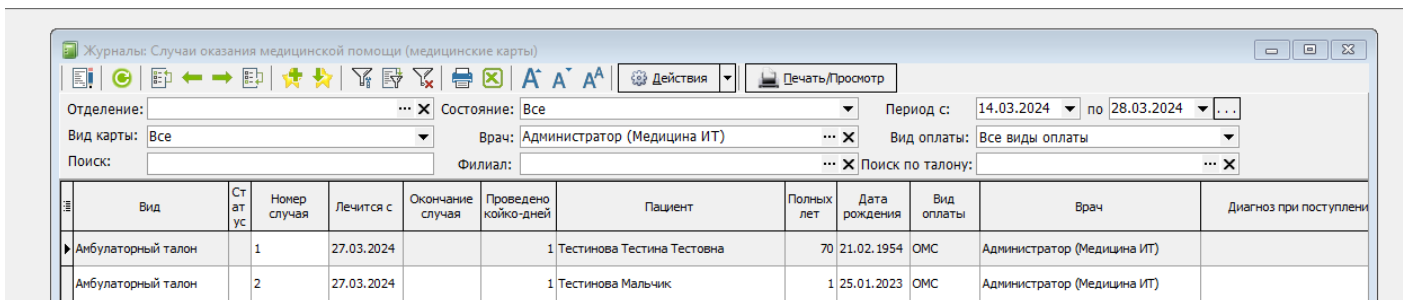 Журналы: Случаи оказания медицинской помощи (медицинские карты)
Действия Печать/Просмотр
Отделение: Состояние: Все Период с: 14.03.2024 по 28.03.2024
Вид карты: Все Врач: Администратор (Медицина ИТ) Вид оплаты: Все виды оплаты
Поиск: Филиал: Поиск по талону:
Вид Статус Номер случая Лечится с Окончание случая Проведено койко-дней Пациент Полных лет Дата рождения Вид оплаты Врач Диагноз при поступлени
Амбулаторный талон 1 27.03.2024 1 Тестинова Тестина Тестовна 70 21.02.1954 ОМС Администратор (Медицина ИТ)
Амбулаторный талон 2 27.03.2024 1 Тестинова Мальчик 1 25.01.2023 ОМС Администратор (Медицина ИТ)